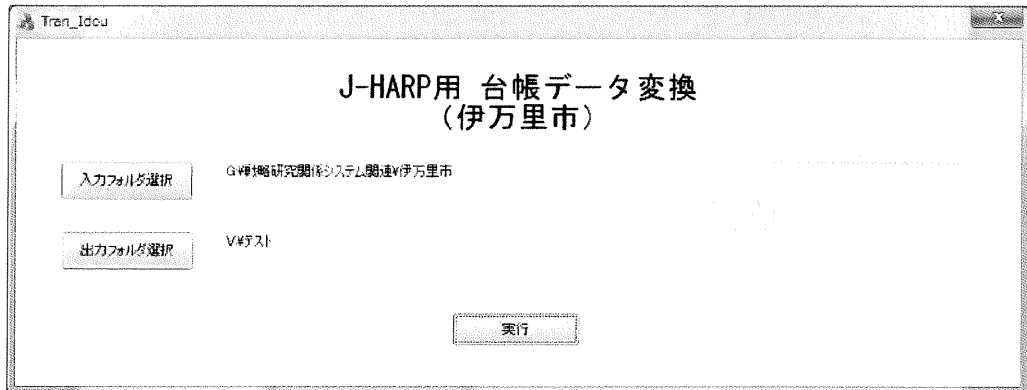 Tran_Idou
J-HARP用 台帳データ変換
(伊万里市)
入力フォルダ選択
G:¥戦略研究関係システム関連¥伊万里市
出力フォルダ選択
V:¥テスト
実行